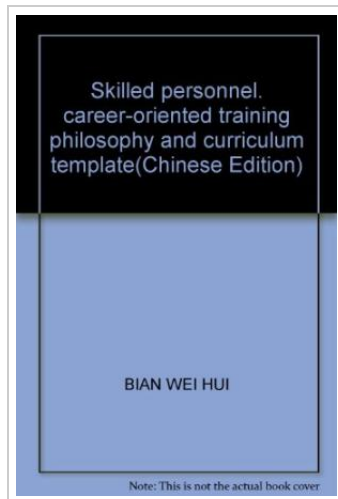 Skilled personnel.
career-oriented training
philosophy and curriculum
template(Chinese Edition)
BIAN WEI HUI
Note: This is not the actual book cover